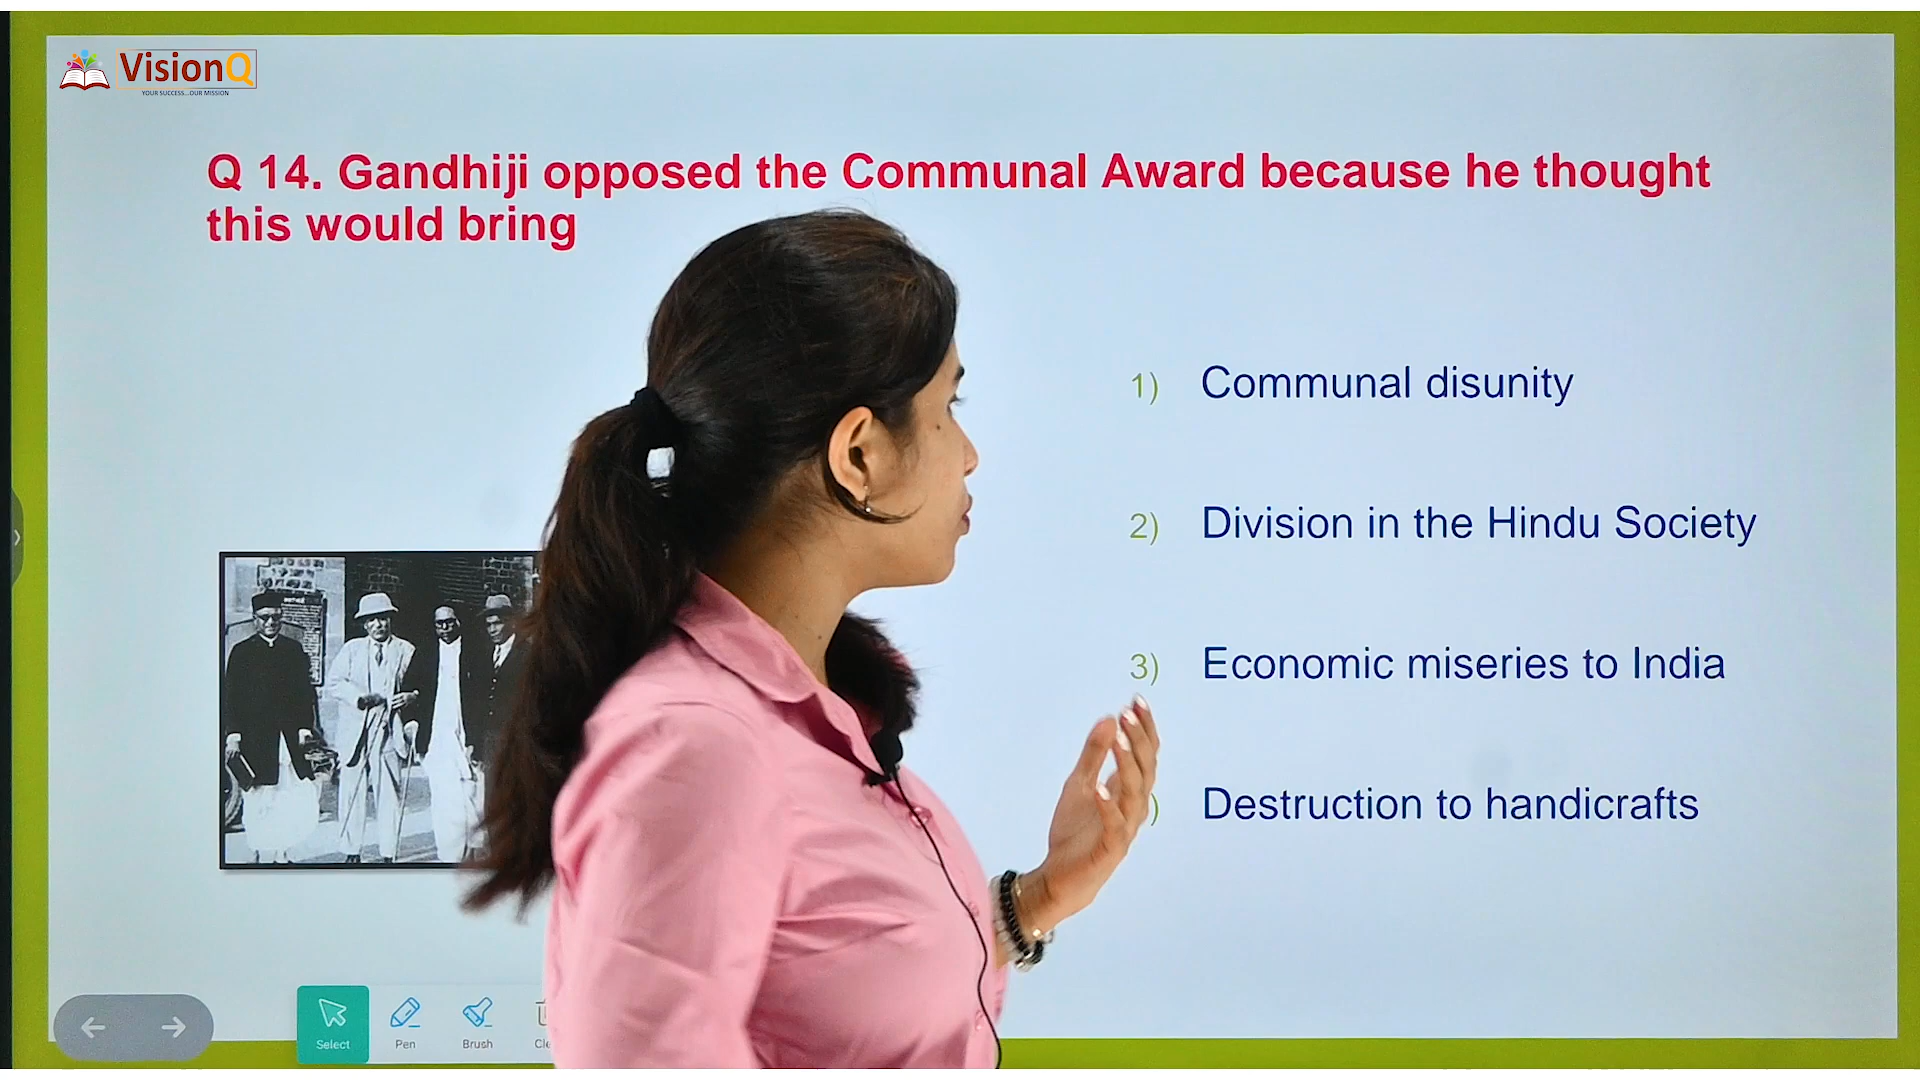 VisionQ
YOUR SUCCESS...OUR MISSION
Q 14. Gandhiji opposed the Communal Award because he thought
this would bring
1) Communal disunity
2) Division in the Hindu Society
3) Economic miseries to India
) Destruction to handicrafts
Select
Pen
Brush